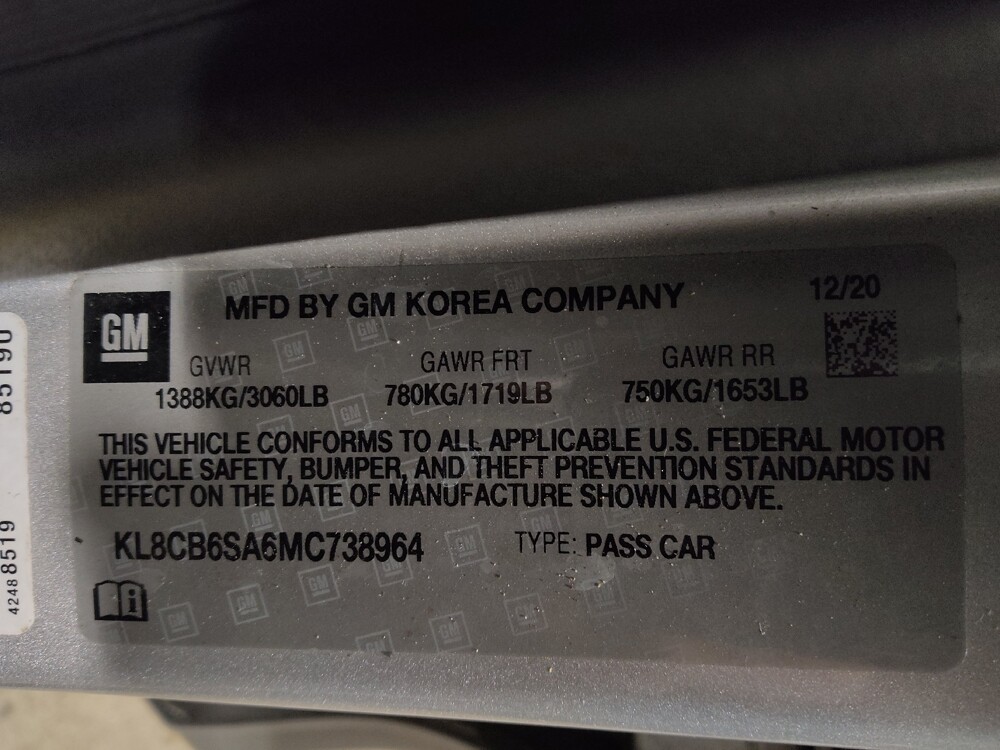 GM
MFD BY GM KOREA COMPANY
12/20
GVWR GAWR FRT GAWR RR
1388KG/3060LB 780KG/1719LB 750KG/1653LB
THIS VEHICLE CONFORMS TO ALL APPLICABLE U.S. FEDERAL MOTOR
VEHICLE SAFETY, BUMPER, AND THEFT PREVENTION STANDARDS IN
EFFECT ON THE DATE OF MANUFACTURE SHOWN ABOVE.
KL8CB6SA6MC738964 TYPE: PASS CAR
42488519 85190